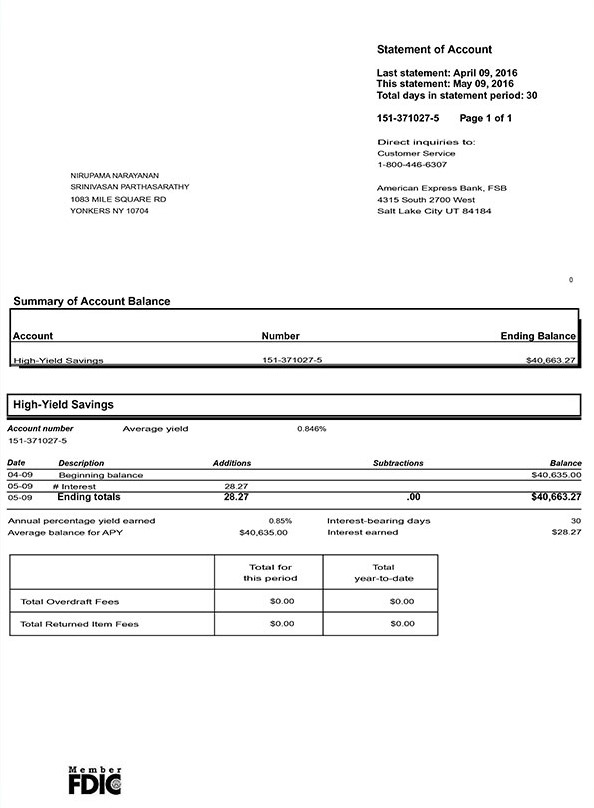 Statement of Account
Last statement: April 09, 2016
This statement: May 09, 2016
Total days in statement period: 30
151-371027-5 Page 1 of 1
Direct inquiries to:
Customer Service
1-800-446-6307
NIRUPAMA NARAYANAN
SRINIVASAN PARTHASARATHY
1083 MILE SQUARE RD
YONKERS NY 10704
American Express Bank, FSB
4315 South 2700 West
Salt Lake City UT 84184
0
Summary of Account Balance
Account Number Ending Balance
High-Yield Savings 151-371027-5 $40,663.27
High-Yield Savings
Account number Average yield 0.846%
151-371027-5
Date Description Additions Subtractions Balance
04-09 Beginning balance $40,635.00
05-09 # Interest 28.27
05-09 Ending totals 28.27 .00 $40,663.27
Annual percentage yield earned 0.85% Interest-bearing days 30
Average balance for APY $40,635.00 Interest earned $28.27
Total for this period Total year-to-date
Total Overdraft Fees $0.00 $0.00
Total Returned Item Fees $0.00 $0.00
Member
FDIC